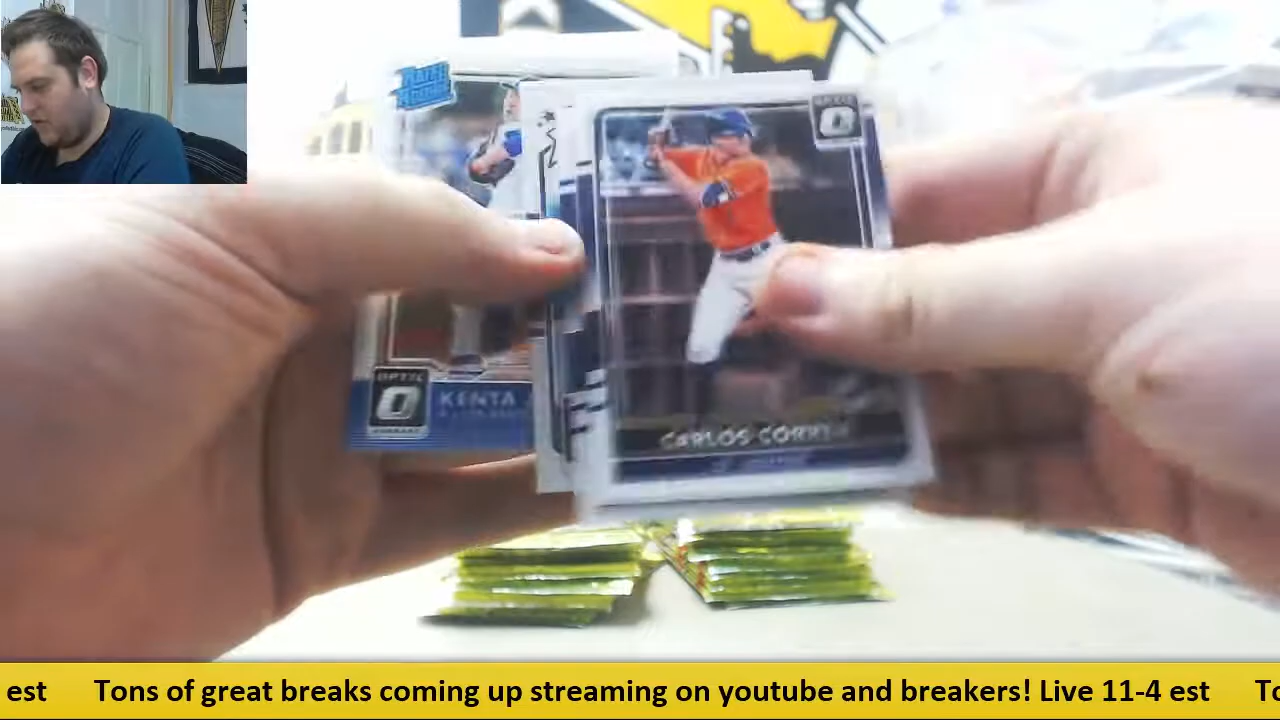 RATED
ROOKIE
OPTIC
OPTIC
KENTA
CARLOS CORREA
est Tons of great breaks coming up streaming on youtube and breakers! Live 11-4 est To